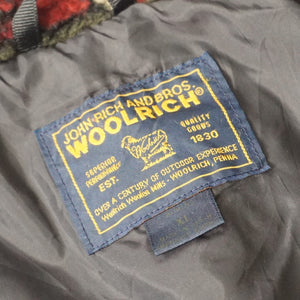 JOHN RICH AND BROS.
WOOLRICH®
SUPERIOR PERFORMANCE
QUALITY GOODS
EST. 1830
Woolrich
OVER A CENTURY OF OUTDOOR EXPERIENCE
Woolrich Woolen Mills · WOOLRICH, PENNA